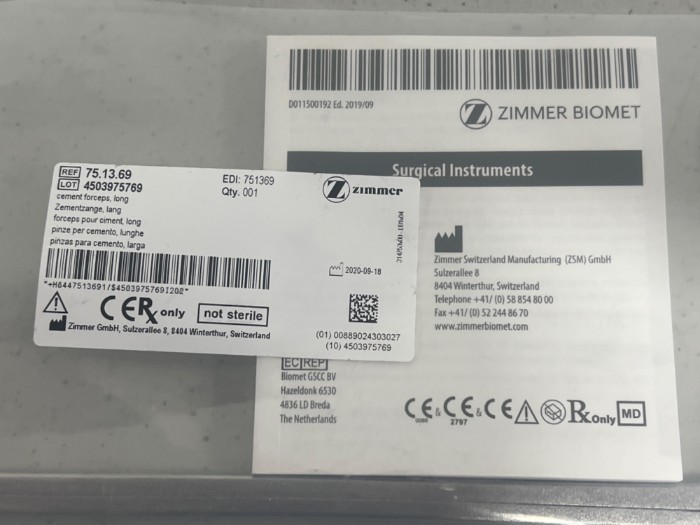 D011500192 Ed. 2019/09
ZIMMER BIOMET
Surgical Instruments
Zimmer Switzerland Manufacturing (ZSM) GmbH
Sulzerallee 8
8404 Winterthur, Switzerland
Telephone +41/ (0) 58 854 80 00
Fax +41/ (0) 52 244 86 70
www.zimmerbiomet.com
EC REP
Biomet GSCC BV
Hazeldonk 6530
4836 LD Breda
The Netherlands
CE & CE & CE Rx Only MD
2797
REF 75.13.69
LOT 4503975769
EDI: 751369
Qty. 001
zimmer
cement forceps, long
Zementzange, lang
forceps pour ciment, long
pinze per cemento, lunghe
pinzas para cemento, larga
2020-09-18
CE Rx only not sterile
Zimmer GmbH, Sulzerallee 8, 8404 Winterthur, Switzerland
(01) 00889024303027
(10) 4503975769